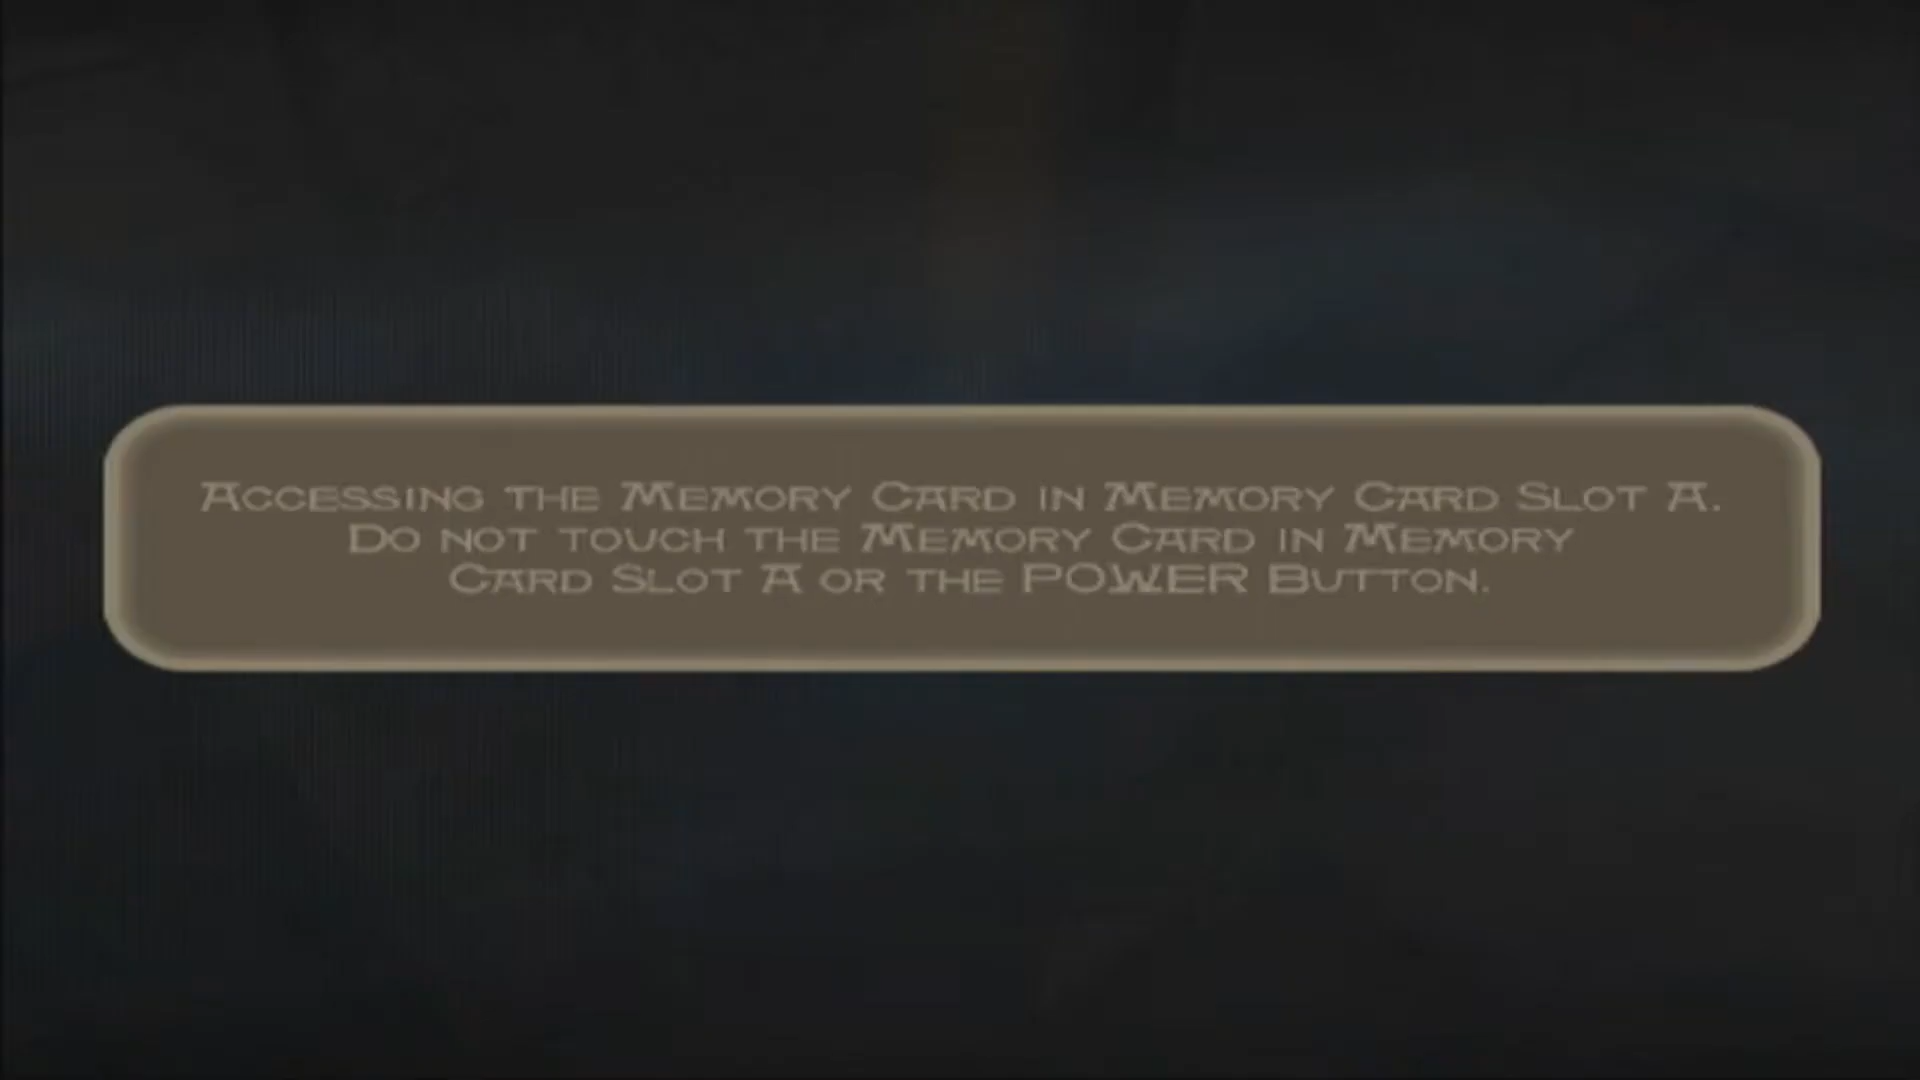 Accessing the Memory Card in Memory Card Slot A.
Do not touch the Memory Card in Memory
Card Slot A or the POWER Button.